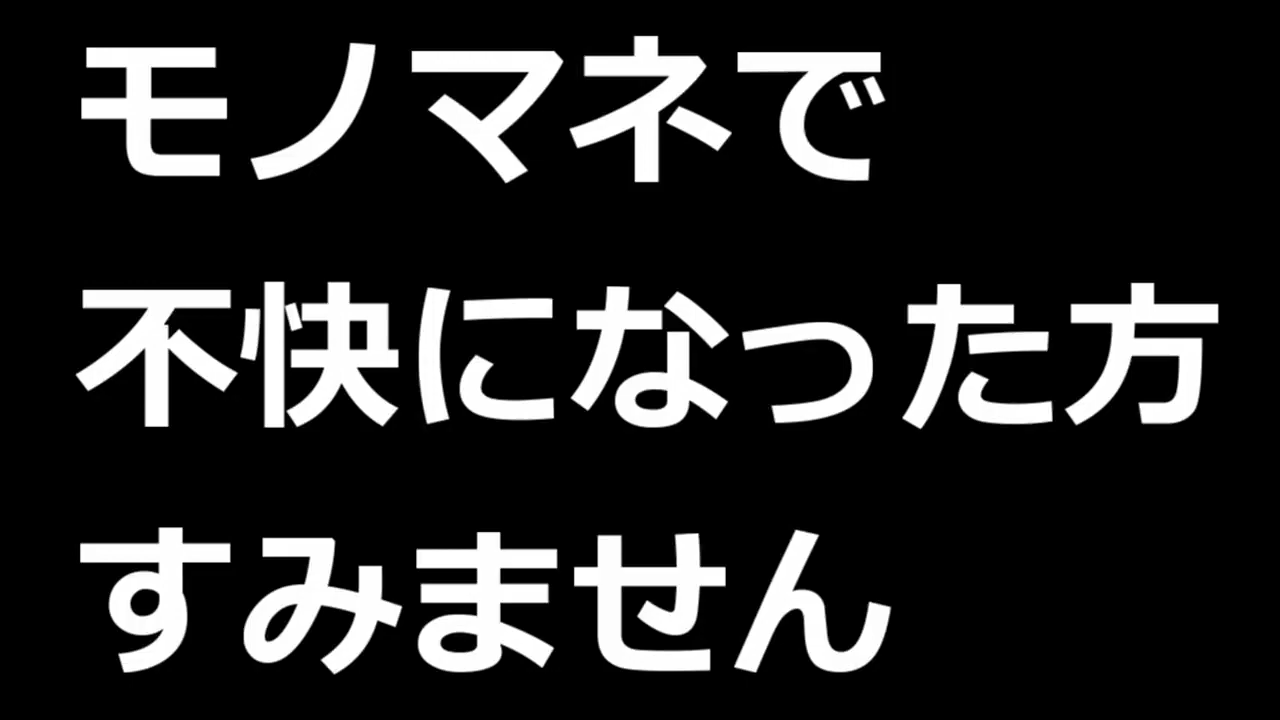 モノマネで
不快になった方
すみません